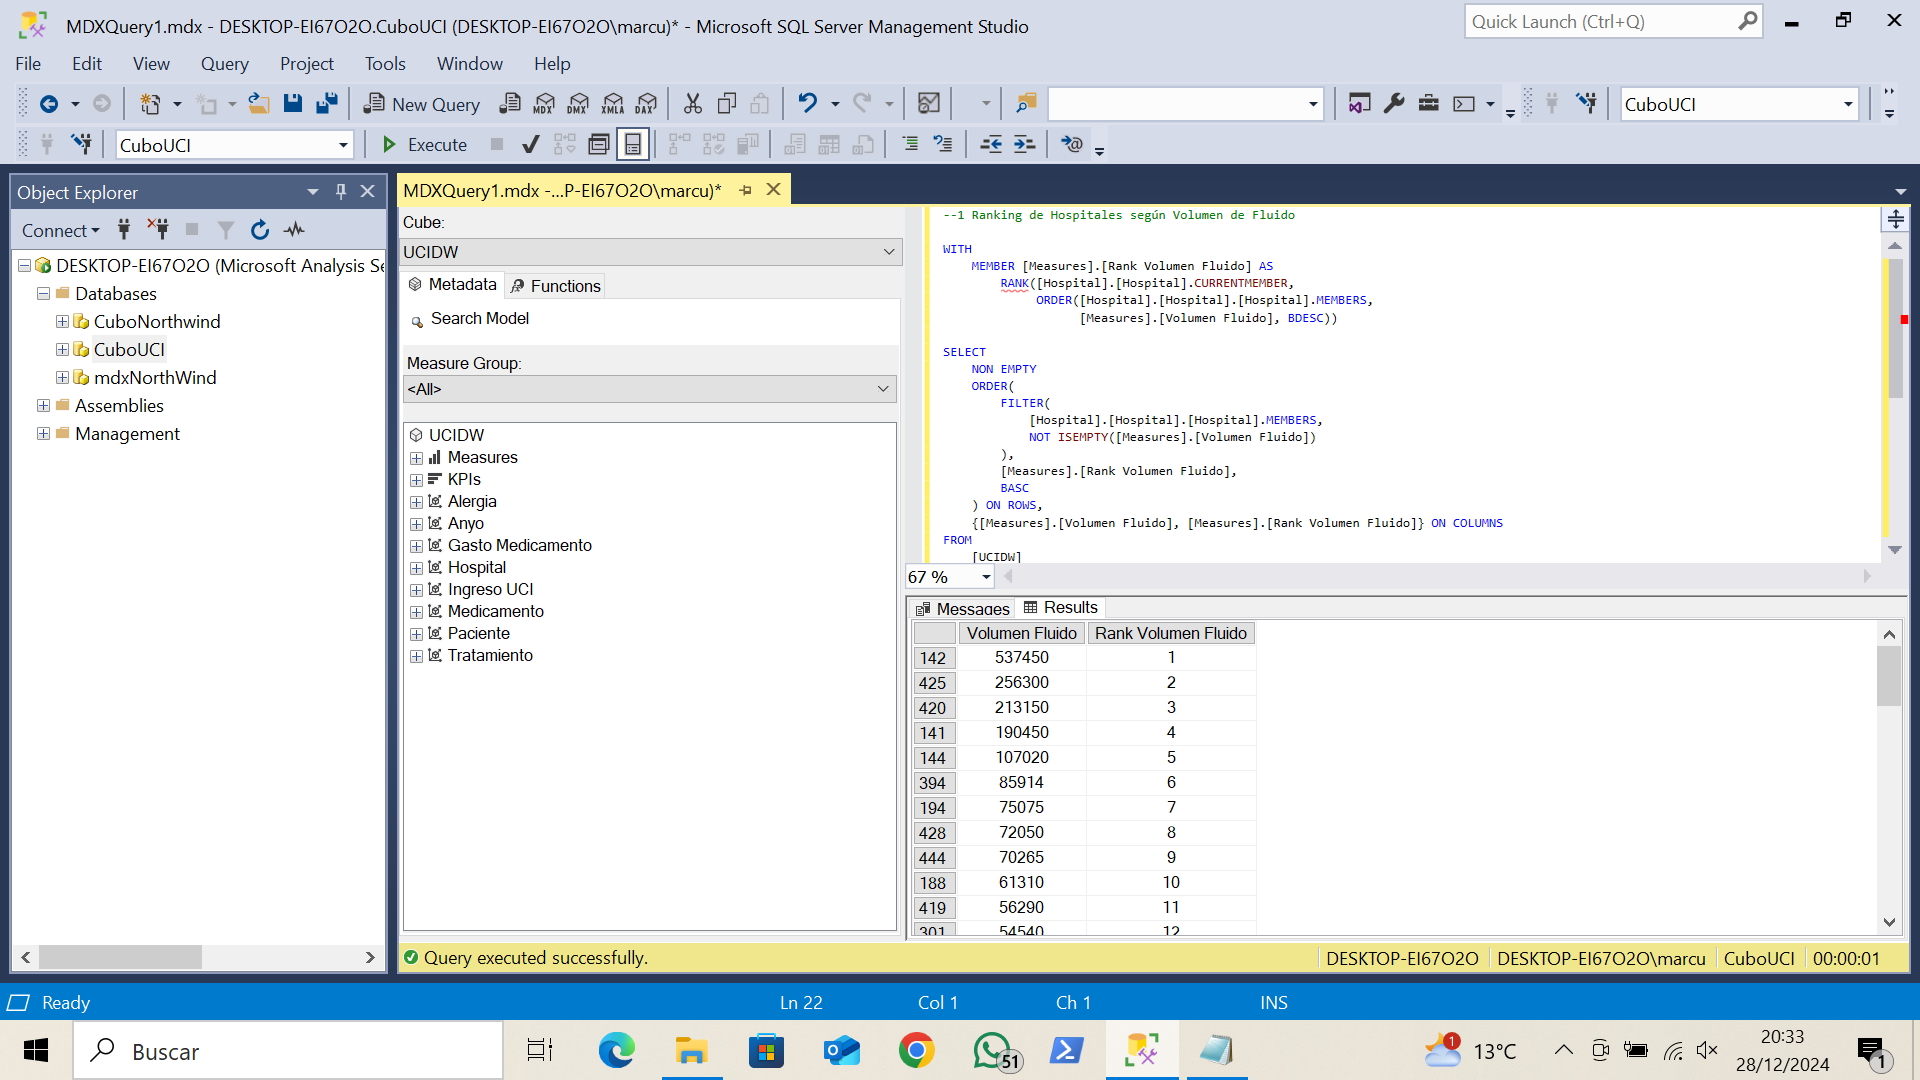 MDXQuery1.mdx - DESKTOP-EI67O2O.CuboUCI (DESKTOP-EI67O2O\marcu)* - Microsoft SQL Server Management Studio
Quick Launch (Ctrl+Q)
File Edit View Query Project Tools Window Help
New Query MDX DMX XMLA DAX CuboUCI
CuboUCI Execute
Object Explorer
Connect
DESKTOP-EI67O2O (Microsoft Analysis Se
Databases
CuboNorthwind
CuboUCI
mdxNorthWind
Assemblies
Management
MDXQuery1.mdx -...P-EI67O2O\marcu)*
Cube:
UCIDW
Metadata Functions
Search Model
Measure Group:
<All>
UCIDW
Measures
KPIs
Alergia
Anyo
Gasto Medicamento
Hospital
Ingreso UCI
Medicamento
Paciente
Tratamiento
--1 Ranking de Hospitales según Volumen de Fluido
WITH
MEMBER [Measures].[Rank Volumen Fluido] AS
RANK([Hospital].[Hospital].CURRENTMEMBER,
ORDER([Hospital].[Hospital].[Hospital].MEMBERS,
[Measures].[Volumen Fluido], BDESC))
SELECT
NON EMPTY
ORDER(
FILTER(
[Hospital].[Hospital].[Hospital].MEMBERS,
NOT ISEMPTY([Measures].[Volumen Fluido])
),
[Measures].[Rank Volumen Fluido],
BASC
) ON ROWS,
{[Measures].[Volumen Fluido], [Measures].[Rank Volumen Fluido]} ON COLUMNS
FROM
[UCIDW]
67 %
Messages Results
Volumen Fluido Rank Volumen Fluido
142 537450 1
425 256300 2
420 213150 3
141 190450 4
144 107020 5
394 85914 6
194 75075 7
428 72050 8
444 70265 9
188 61310 10
419 56290 11
301 54540 12
Query executed successfully. DESKTOP-EI67O2O DESKTOP-EI67O2O\marcu CuboUCI 00:00:01
Ready Ln 22 Col 1 Ch 1 INS
Buscar
51
1
13°C
20:33
28/12/2024
1